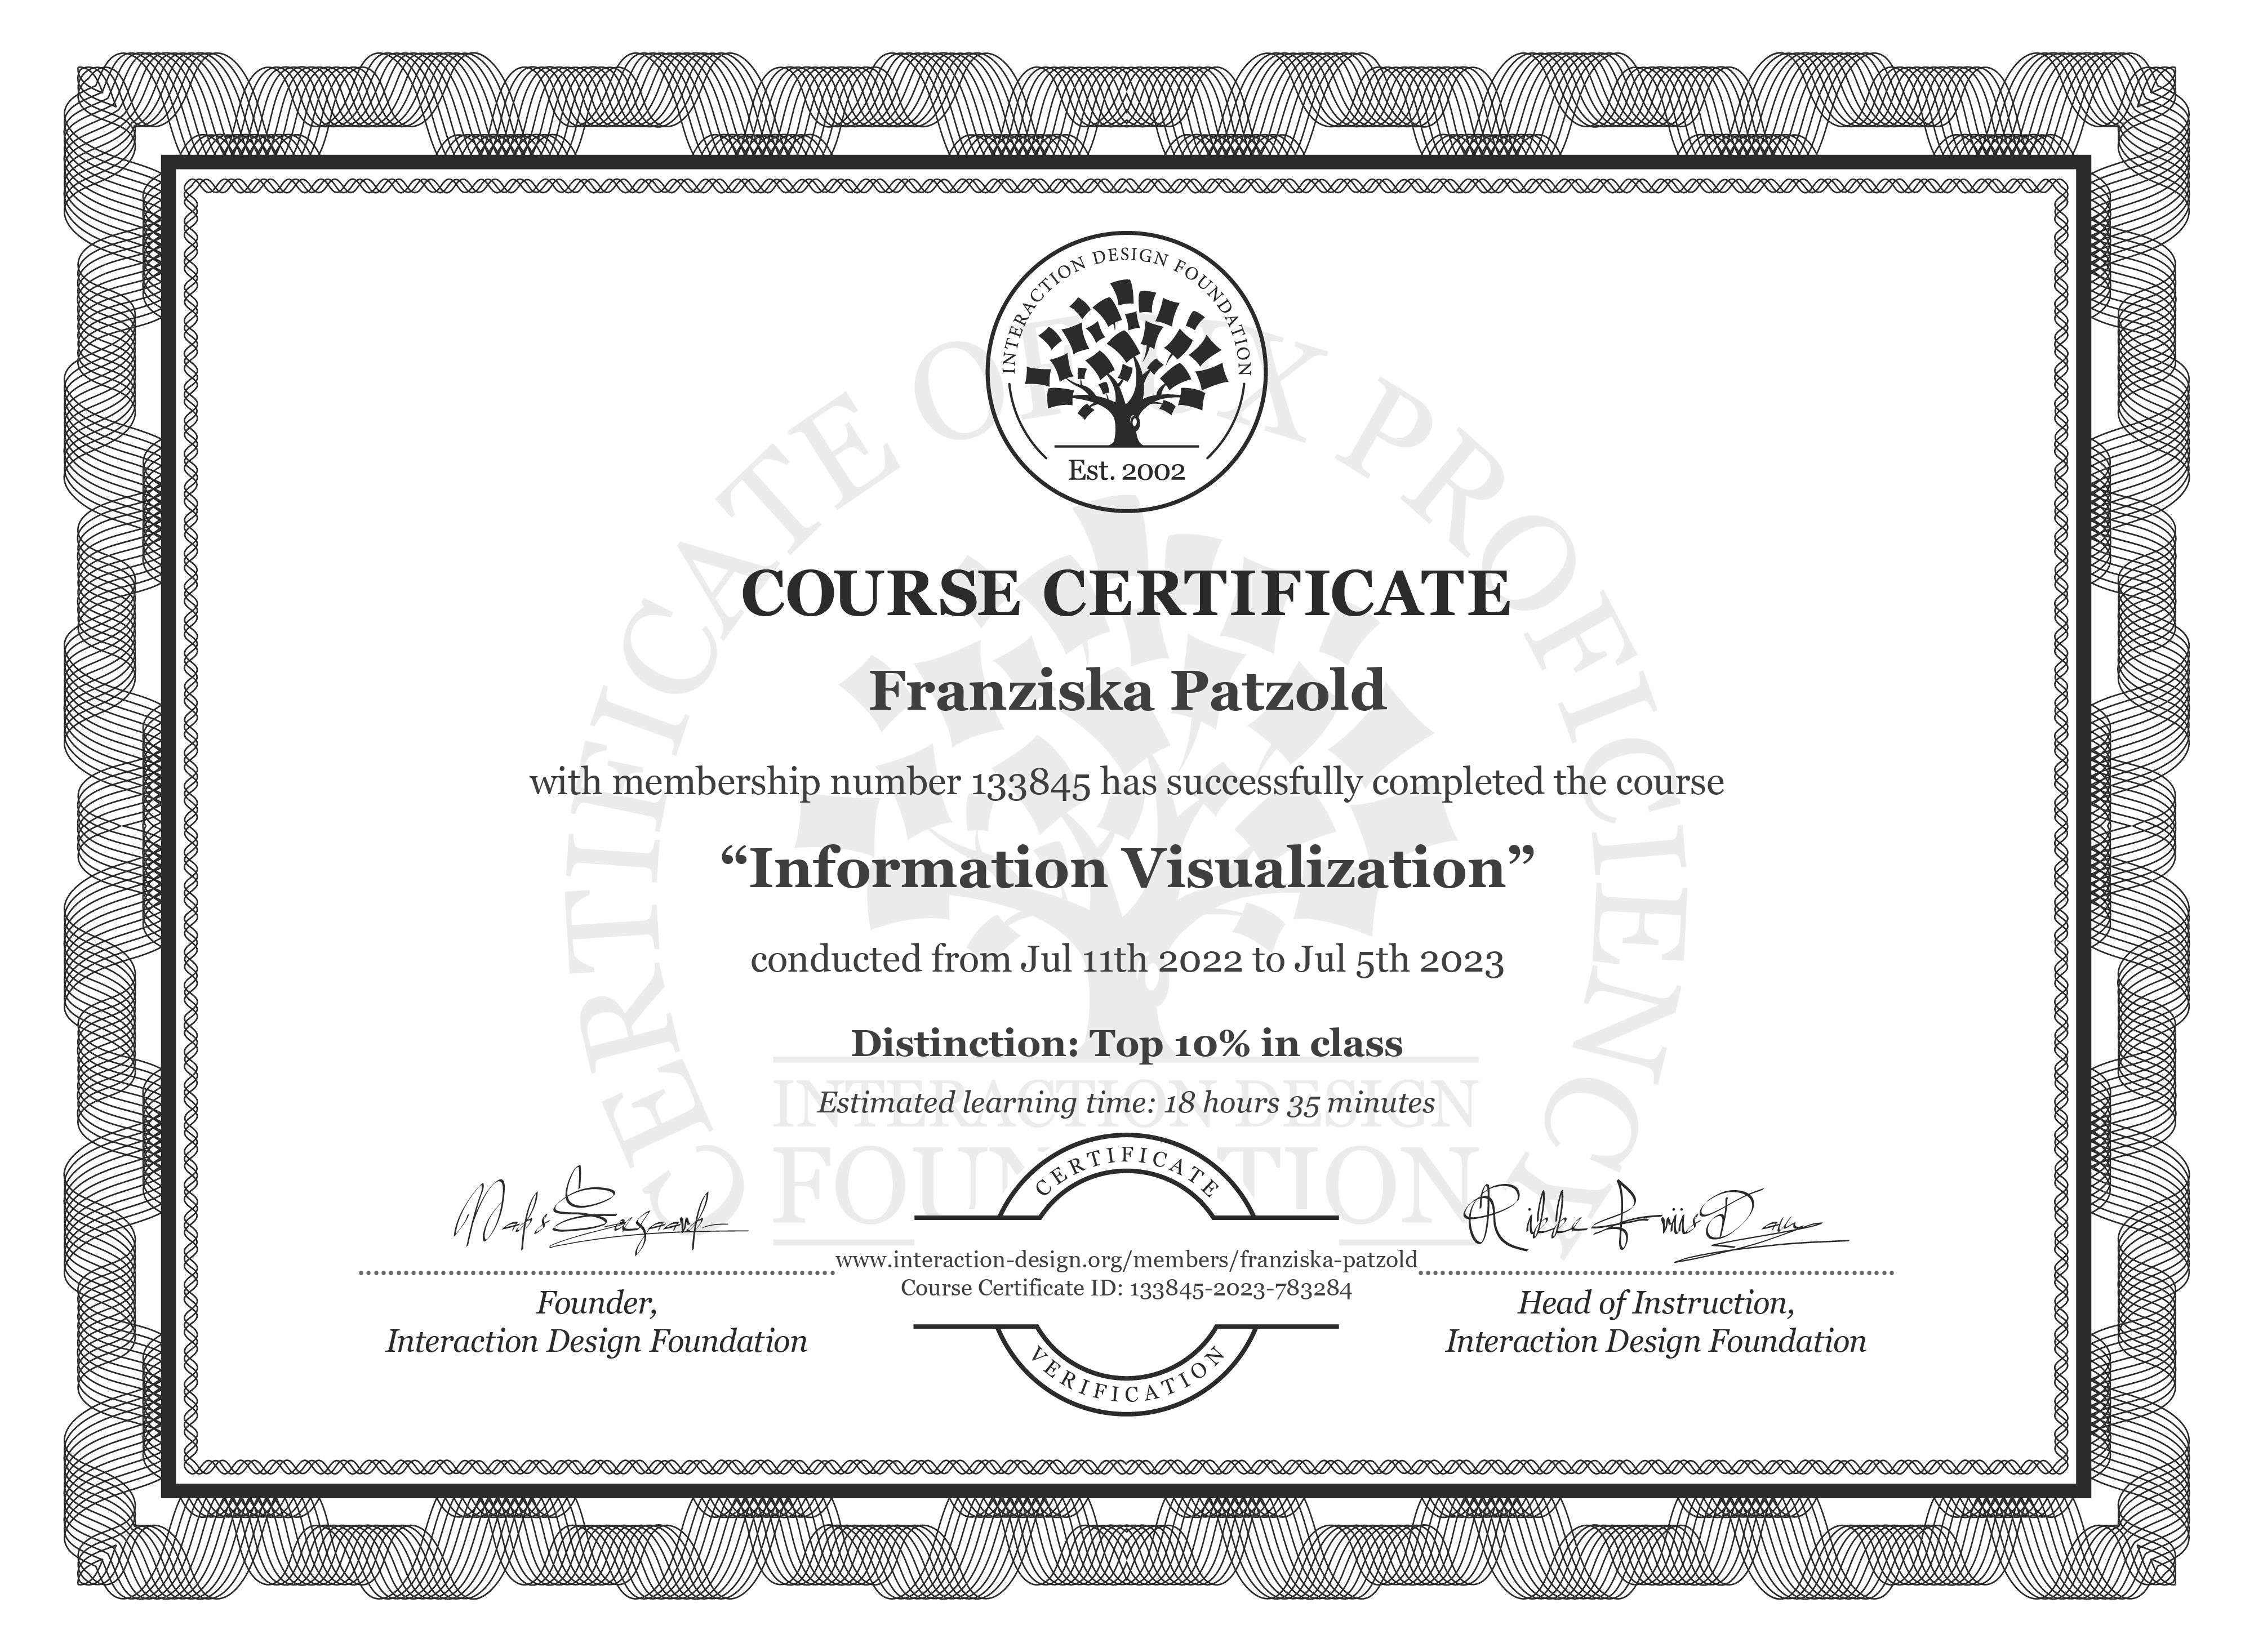 INTERACTION DESIGN FOUNDATION
Est. 2002
CERTIFICATE OF UX PROFICIENCY
COURSE CERTIFICATE
Franziska Patzold
with membership number 133845 has successfully completed the course
“Information Visualization”
conducted from Jul 11th 2022 to Jul 5th 2023
Distinction: Top 10% in class
Estimated learning time: 18 hours 35 minutes
INTERACTION DESIGN
FOUNDATION
CERTIFICATE
www.interaction-design.org/members/franziska-patzold
Course Certificate ID: 133845-2023-783284
VERIFICATION
Mads Soegaard
Founder,
Interaction Design Foundation
Rikke Friis Dam
Head of Instruction,
Interaction Design Foundation